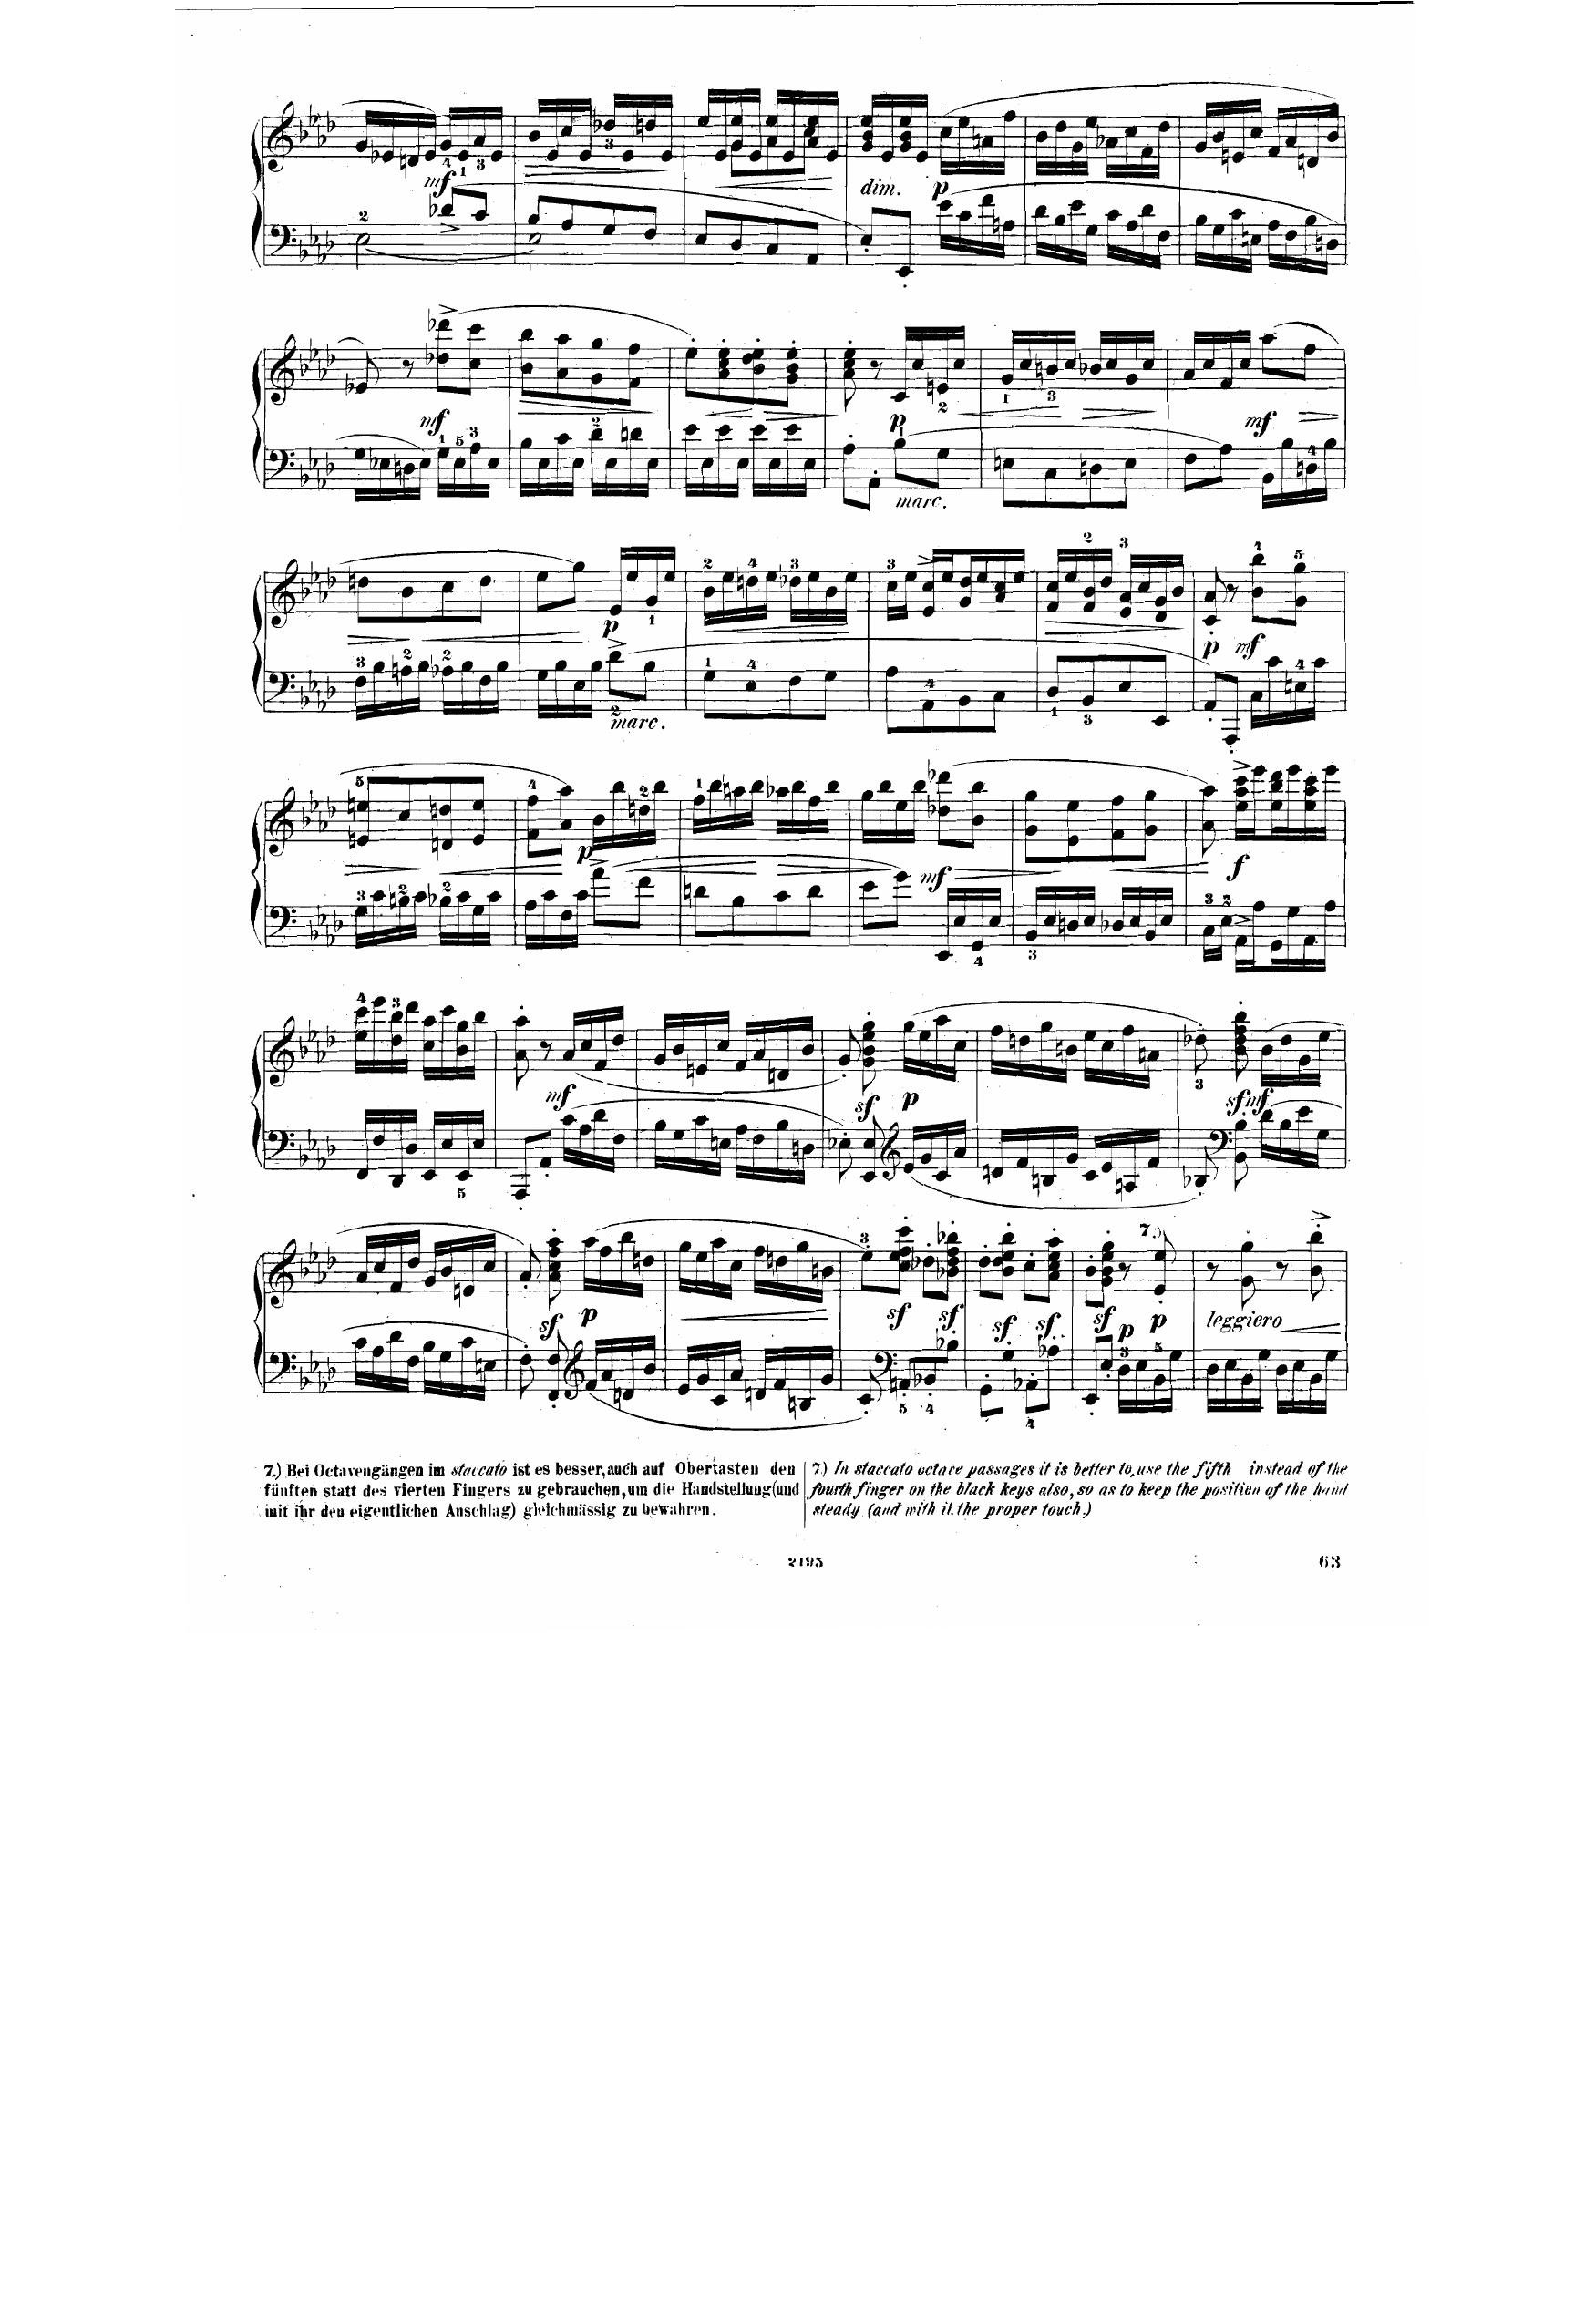 mf
dim.
p
mf
p
marc.
mf
p
marc.
p
mf
p
mf
f
mf
sf
p
sf
mf
sf
p
sf
sf
sf
sf
sf
p
7.)
p
leggiero
7.) Bei Octavengängen im staccato ist es besser, auch auf Obertasten den
fünften statt des vierten Fingers zu gebrauchen, um die Handstellung (und
mit ihr den eigentlichen Anschlag) gleichmässig zu bewahren.
7.) In staccato octave passages it is better to use the fifth instead of the
fourth finger on the black keys also, so as to keep the position of the hand
steady (and with it the proper touch.)
2195
63